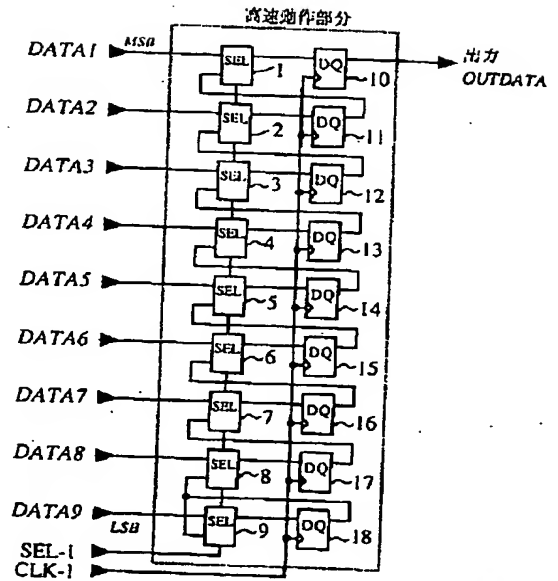 高速動作部分
DATA1 MSB SEL 1 DQ 10 出力
OUTDATA
DATA2 SEL 2 DQ 11
DATA3 SEL 3 DQ 12
DATA4 SEL 4 DQ 13
DATA5 SEL 5 DQ 14
DATA6 SEL 6 DQ 15
DATA7 SEL 7 DQ 16
DATA8 SEL 8 DQ 17
DATA9 SEL 9 DQ 18
LSB
SEL-1
CLK-1